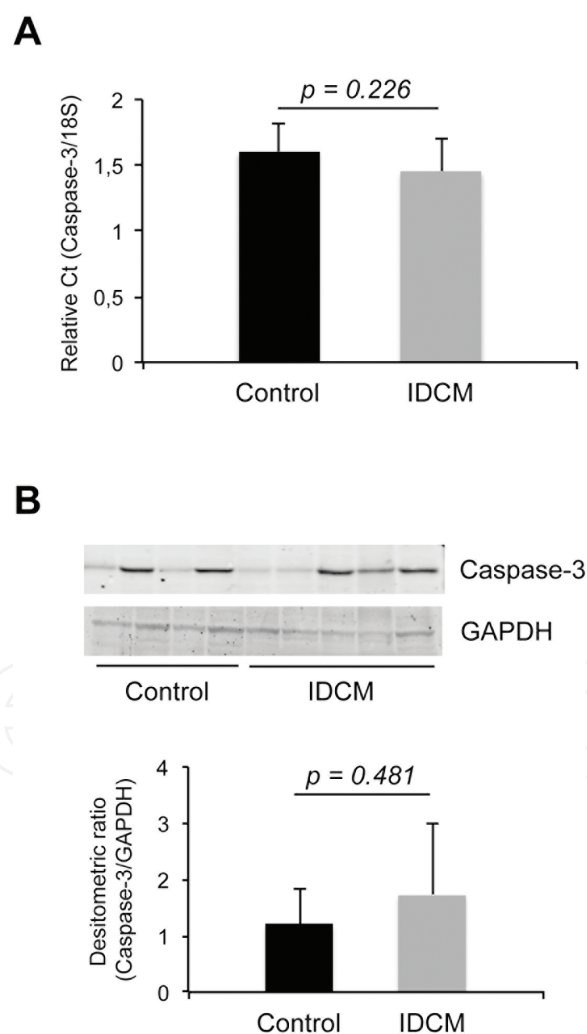 A
p = 0.226
Relative Ct (Caspase-3/18S)
2
1,5
1
0,5
0
Control IDCM
B
Caspase-3
GAPDH
Control IDCM
p = 0.481
Desitometric ratio
(Caspase-3/GAPDH)
4
3
2
1
0
Control IDCM